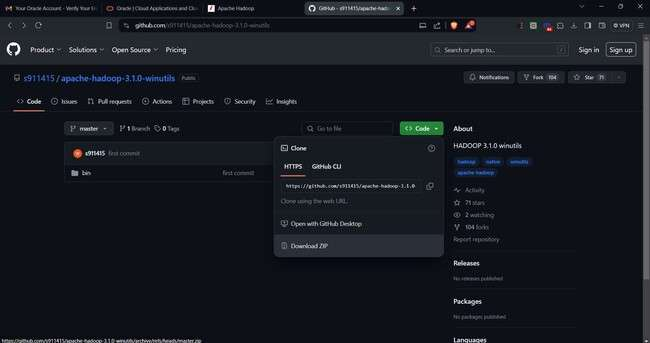 Your Oracle Account - Verify Your Em
Oracle | Cloud Applications and Clou
Apache Hadoop
GitHub - s911415/apache-hadoop-
github.com/s911415/apache-hadoop-3.1.0-winutils
VPN
Product Solutions Open Source Pricing
Search or jump to...
Sign in Sign up
s911415 / apache-hadoop-3.1.0-winutils Public
Notifications Fork 104 Star 71
Code Issues Pull requests Actions Projects Security Insights
master 1 Branch 0 Tags
Go to file
Code
About
s911415 first commit
bin first commit
Clone
HTTPS GitHub CLI
https://github.com/s911415/apache-hadoop-3.1.0
Clone using the web URL.
Open with GitHub Desktop
Download ZIP
HADOOP 3.1.0 winutils
hadoop native winutils
apache-hadoop
Activity
71 stars
2 watching
104 forks
Report repository
Releases
No releases published
Packages
No packages published
Languages
https://github.com/s911415/apache-hadoop-3.1.0-winutils/archive/refs/heads/master.zip